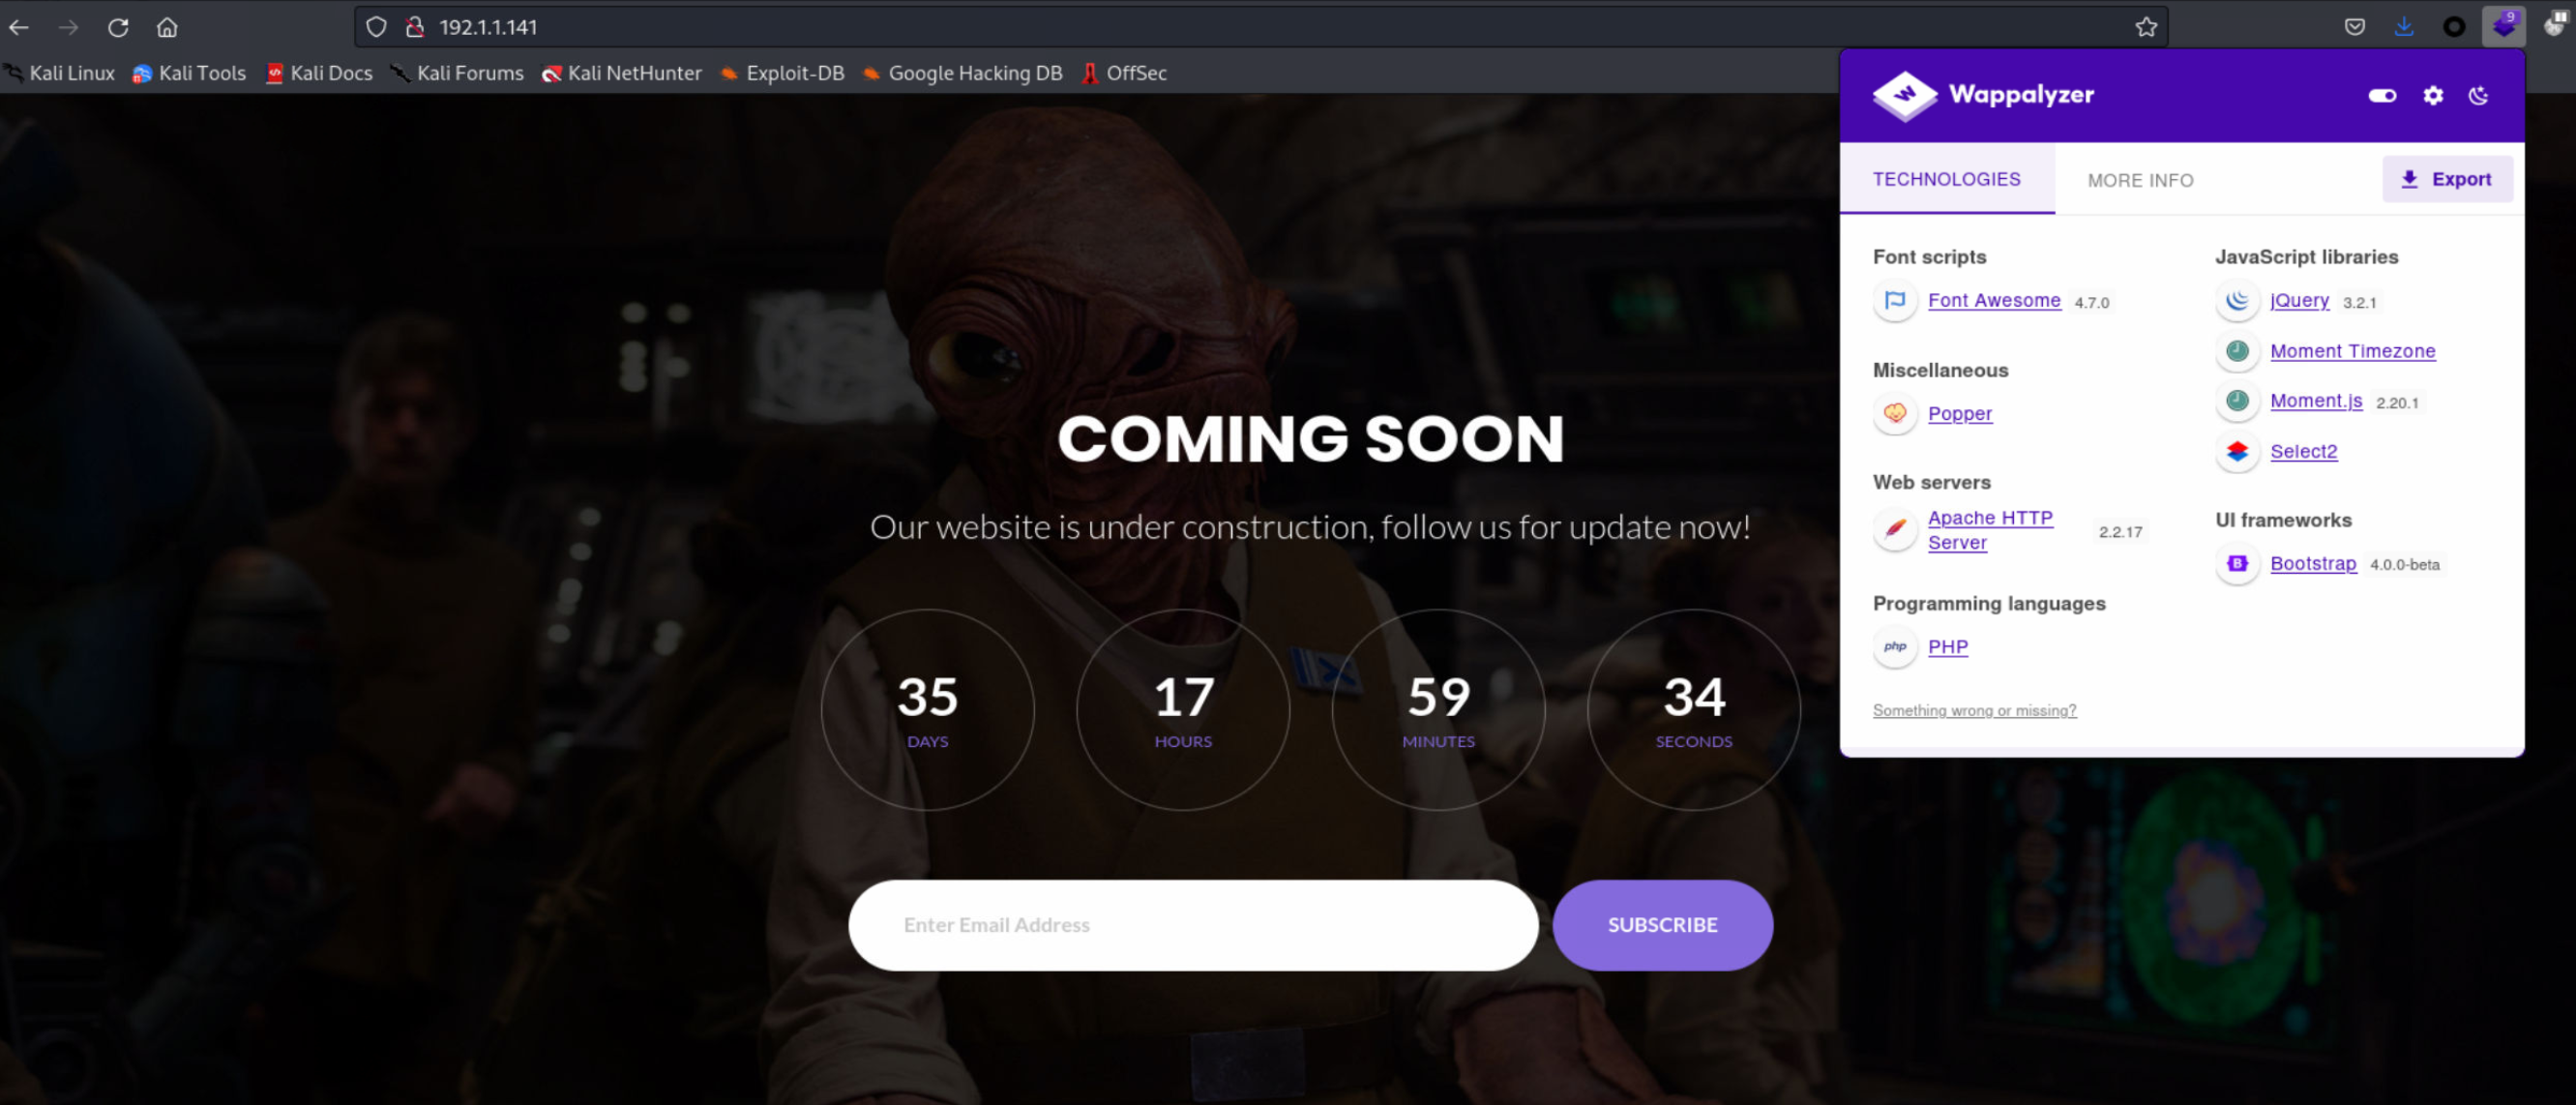 192.1.1.141
9
Kali Linux Kali Tools Kali Docs Kali Forums Kali NetHunter Exploit-DB Google Hacking DB OffSec
Wappalyzer
TECHNOLOGIES MORE INFO Export
Font scripts
Font Awesome 4.7.0
Miscellaneous
Popper
Web servers
Apache HTTP
Server 2.2.17
Programming languages
php PHP
Something wrong or missing?
JavaScript libraries
jQuery 3.2.1
Moment Timezone
Moment.js 2.20.1
Select2
UI frameworks
B Bootstrap 4.0.0-beta
COMING SOON
Our website is under construction, follow us for update now!
35 17 59 34
DAYS HOURS MINUTES SECONDS
Enter Email Address SUBSCRIBE